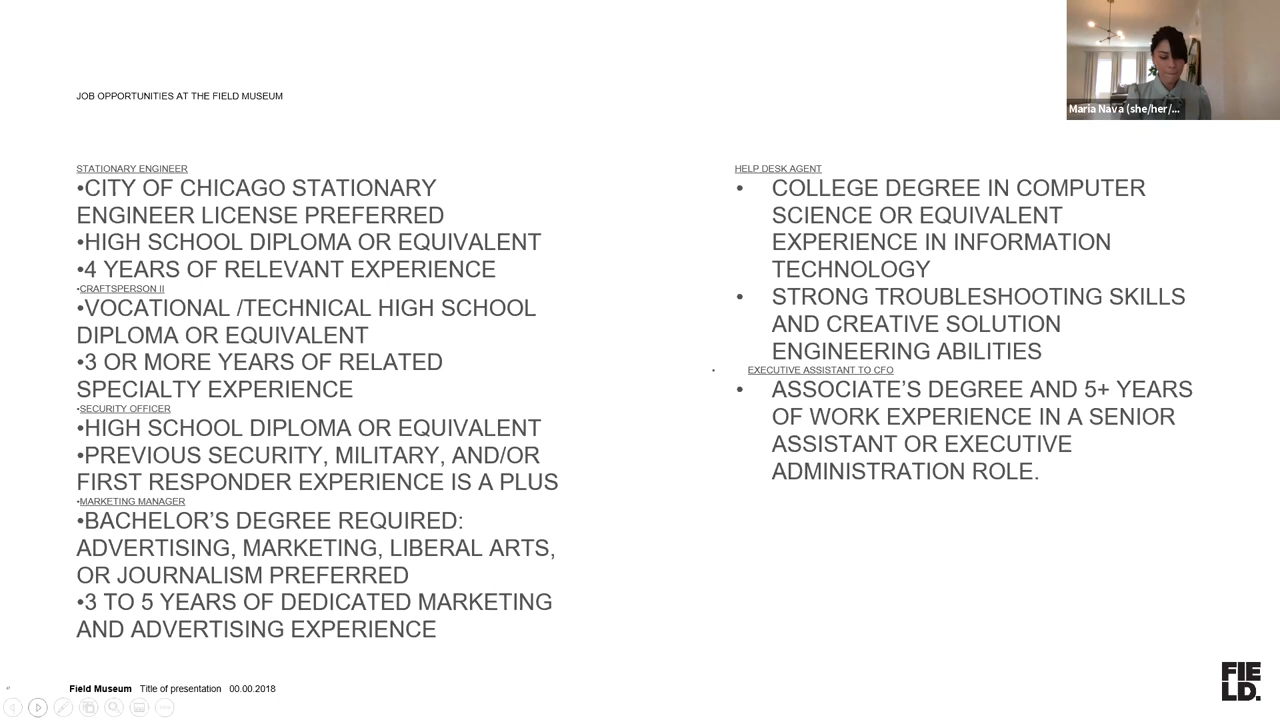 Maria Nava (she/her/...
JOB OPPORTUNITIES AT THE FIELD MUSEUM
STATIONARY ENGINEER
•CITY OF CHICAGO STATIONARY
ENGINEER LICENSE PREFERRED
•HIGH SCHOOL DIPLOMA OR EQUIVALENT
•4 YEARS OF RELEVANT EXPERIENCE
•CRAFTSPERSON II
•VOCATIONAL /TECHNICAL HIGH SCHOOL
DIPLOMA OR EQUIVALENT
•3 OR MORE YEARS OF RELATED
SPECIALTY EXPERIENCE
•SECURITY OFFICER
•HIGH SCHOOL DIPLOMA OR EQUIVALENT
•PREVIOUS SECURITY, MILITARY, AND/OR
FIRST RESPONDER EXPERIENCE IS A PLUS
•MARKETING MANAGER
•BACHELOR’S DEGREE REQUIRED:
ADVERTISING, MARKETING, LIBERAL ARTS,
OR JOURNALISM PREFERRED
•3 TO 5 YEARS OF DEDICATED MARKETING
AND ADVERTISING EXPERIENCE
HELP DESK AGENT
• COLLEGE DEGREE IN COMPUTER
SCIENCE OR EQUIVALENT
EXPERIENCE IN INFORMATION
TECHNOLOGY
• STRONG TROUBLESHOOTING SKILLS
AND CREATIVE SOLUTION
ENGINEERING ABILITIES
• EXECUTIVE ASSISTANT TO CFO
• ASSOCIATE’S DEGREE AND 5+ YEARS
OF WORK EXPERIENCE IN A SENIOR
ASSISTANT OR EXECUTIVE
ADMINISTRATION ROLE.
Field Museum Title of presentation 00.00.2018
FIE
LD.